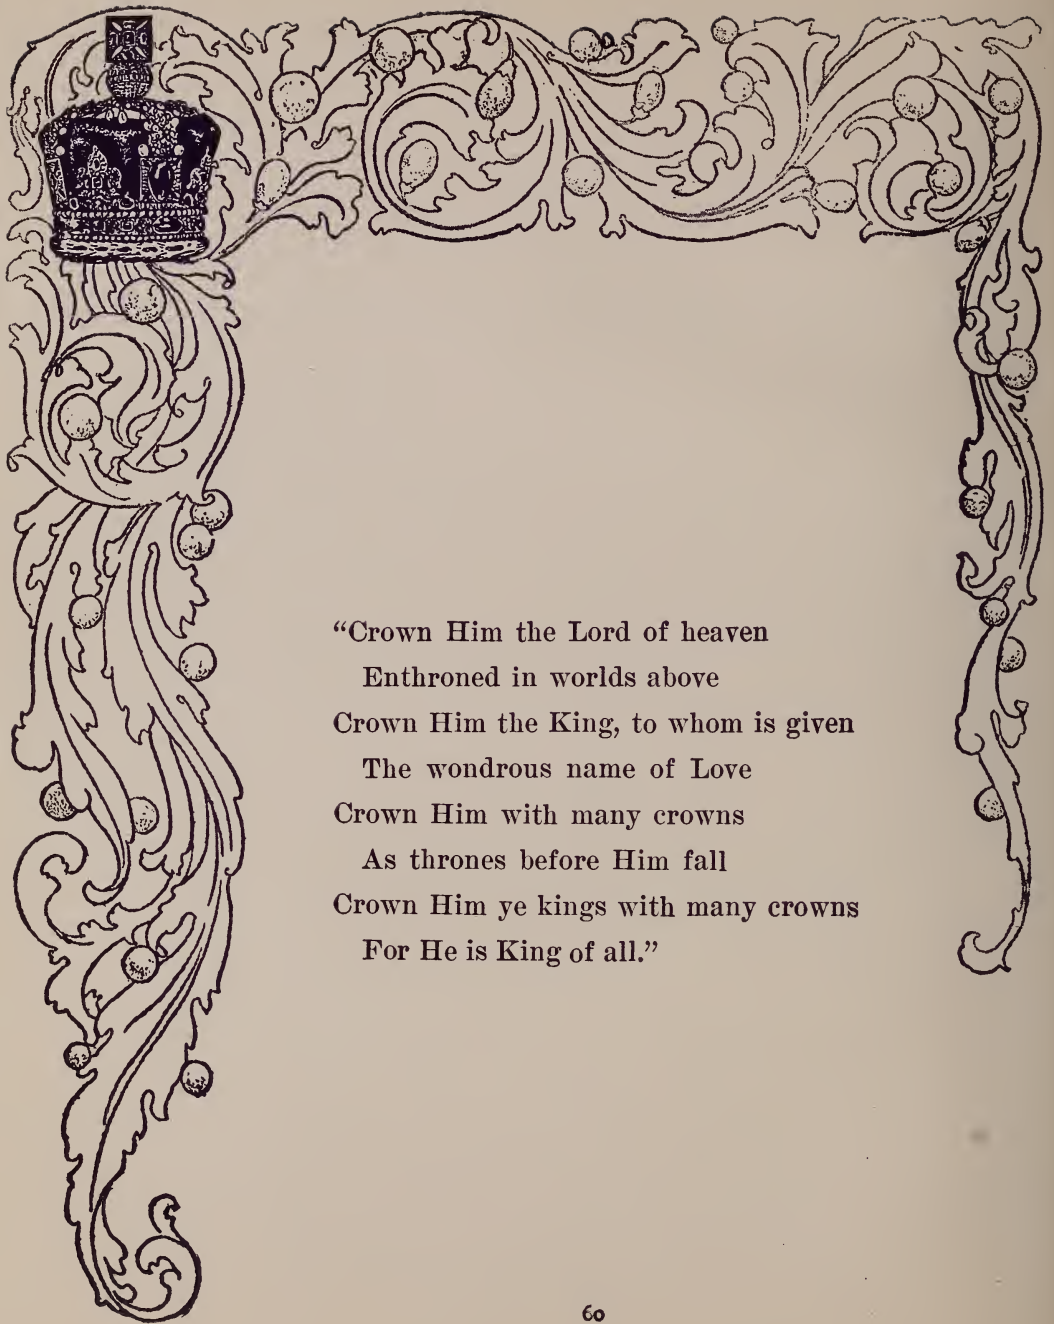 “Crown Him the Lord of heaven
Enthroned in worlds above
Crown Him the King, to whom is given
The wondrous name of Love
Crown Him with many crowns
As thrones before Him fall
Crown Him ye kings with many crowns
For He is King of all.”
60